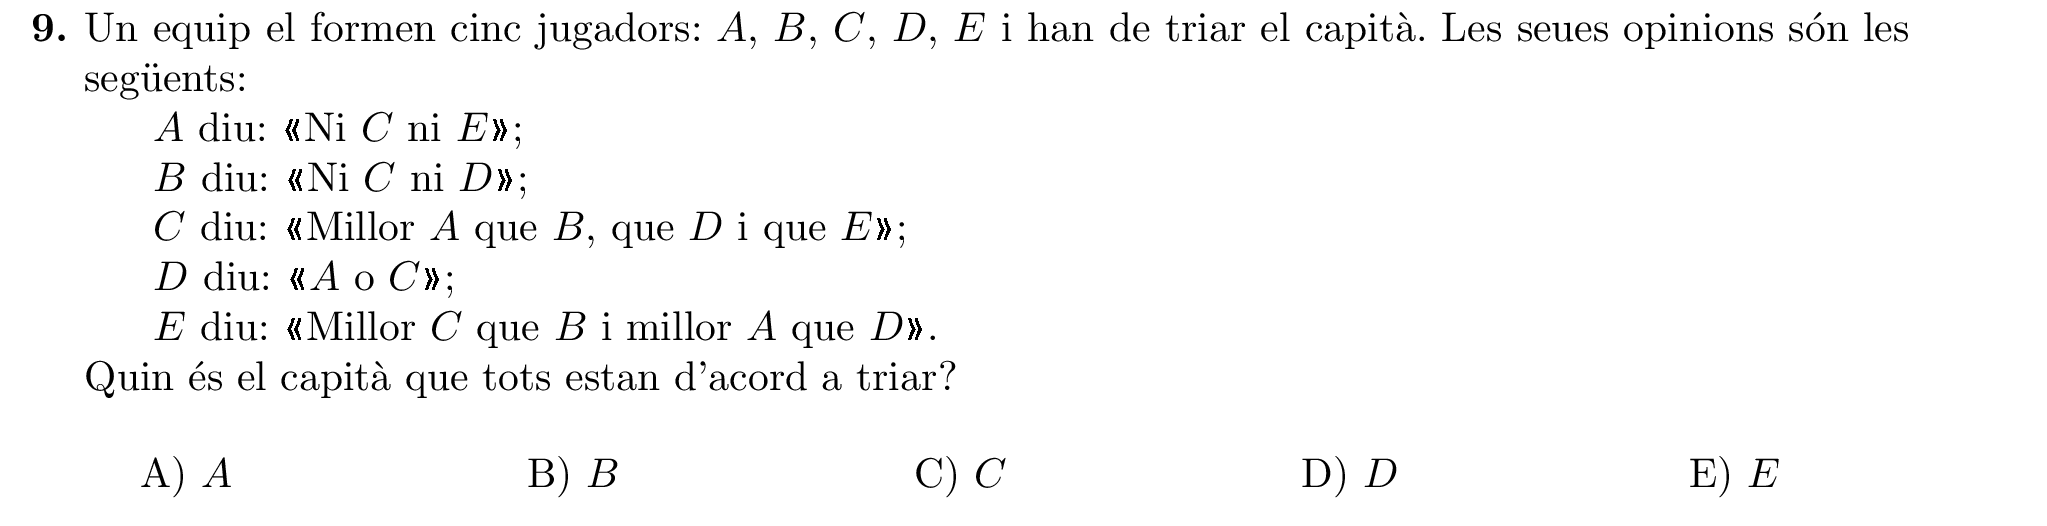 9. Un equip el formen cinc jugadors: A, B, C, D, E i han de triar el capità. Les seues opinions són les
següents:
A diu: «Ni C ni E»;
B diu: «Ni C ni D»;
C diu: «Millor A que B, que D i que E»;
D diu: «A o C»;
E diu: «Millor C que B i millor A que D».
Quin és el capità que tots estan d'acord a triar?
A) A B) B C) C D) D E) E